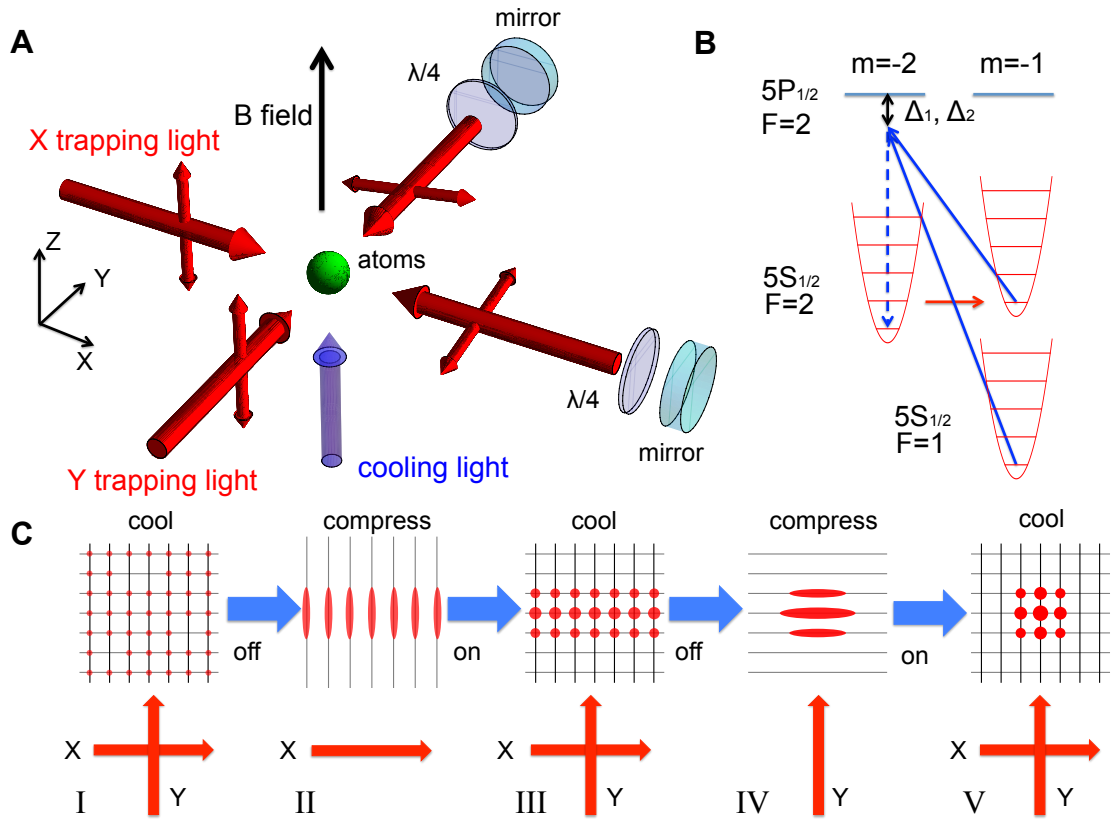 A
mirror
λ/4
B field
X trapping light
Z
Y
X
atoms
Y trapping light
cooling light
λ/4
mirror
B
m=-2
m=-1
5P1/2
F=2
Δ1, Δ2
5S1/2
F=2
5S1/2
F=1
C
cool
compress
cool
compress
cool
off
on
off
on
X
Y
I
X
II
X
Y
III
Y
IV
X
Y
V